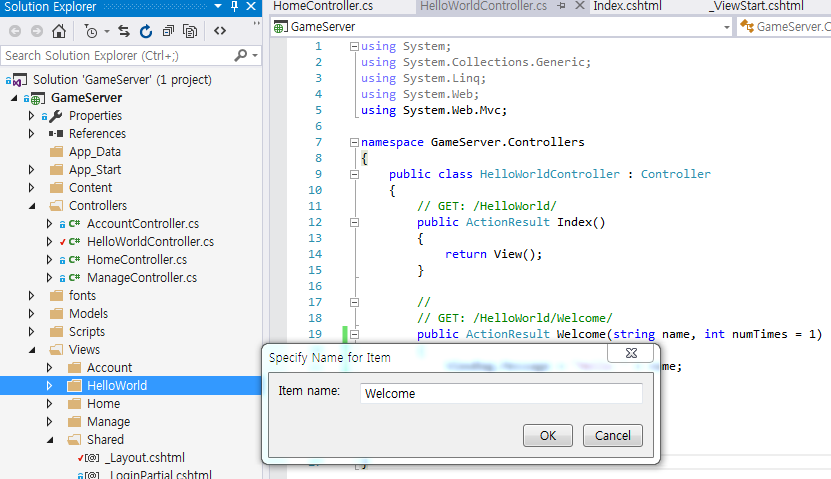 Solution Explorer
Search Solution Explorer (Ctrl+;)
Solution 'GameServer' (1 project)
GameServer
Properties
References
App_Data
App_Start
Content
Controllers
C# AccountController.cs
C# HelloWorldController.cs
C# HomeController.cs
C# ManageController.cs
fonts
Models
Scripts
Views
Account
HelloWorld
Home
Manage
Shared
[@] _Layout.cshtml
[@] _LoginPartial.cshtml
HomeController.cs HelloWorldController.cs Index.cshtml _ViewStart.cshtml
GameServer GameServer.C
1 using System;
2 using System.Collections.Generic;
3 using System.Linq;
4 using System.Web;
5 using System.Web.Mvc;
6
7 namespace GameServer.Controllers
8 {
9 public class HelloWorldController : Controller
10 {
11 // GET: /HelloWorld/
12 public ActionResult Index()
13 {
14 return View();
15 }
16
17 //
18 // GET: /HelloWorld/Welcome/
19 public ActionResult Welcome(string name, int numTimes = 1)
Specify Name for Item
Item name: Welcome
OK Cancel
}